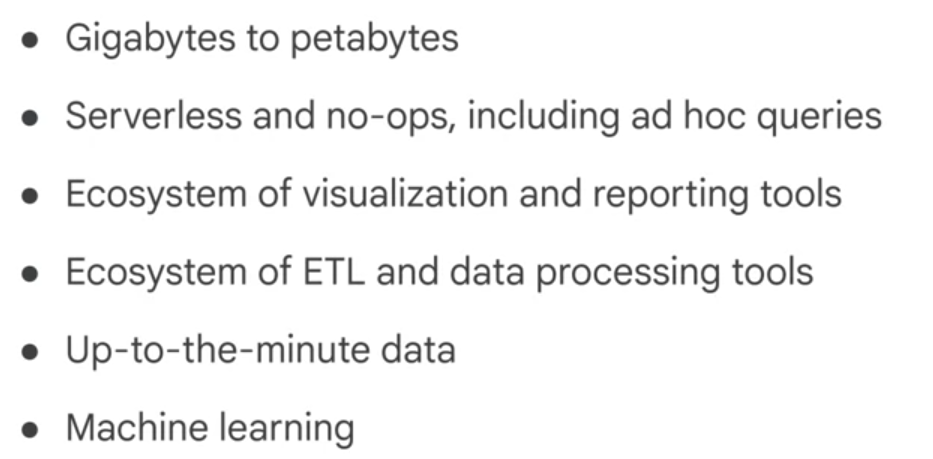 • Gigabytes to petabytes
• Serverless and no-ops, including ad hoc queries
• Ecosystem of visualization and reporting tools
• Ecosystem of ETL and data processing tools
• Up-to-the-minute data
• Machine learning